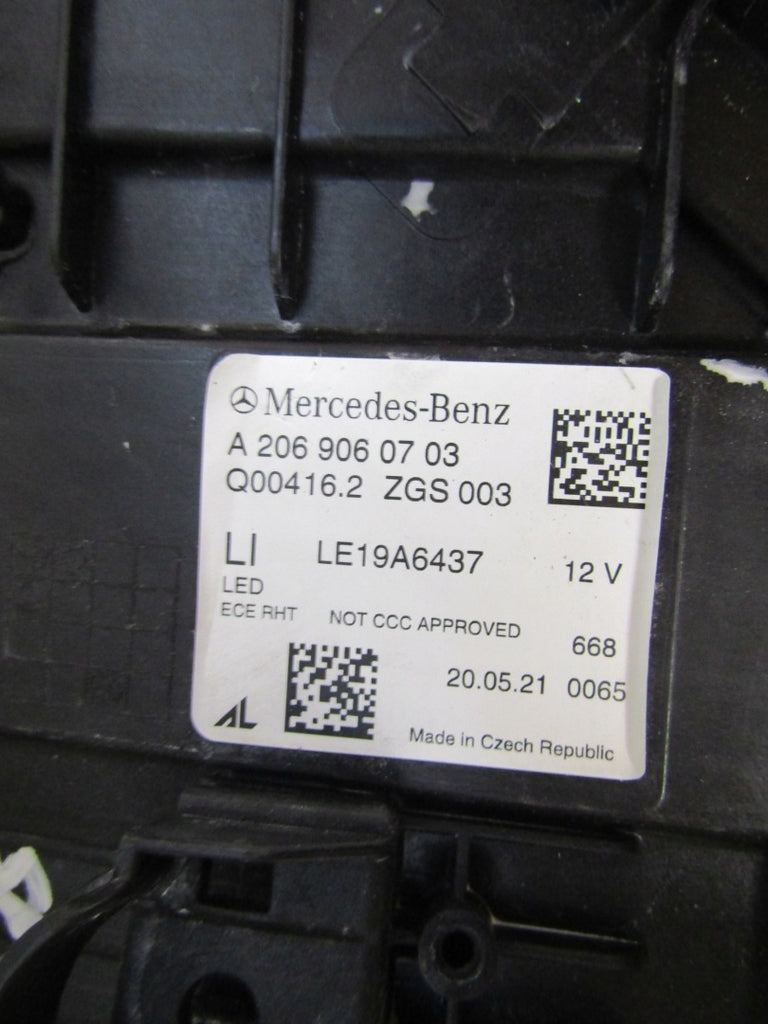 Mercedes-Benz
A 206 906 07 03
Q00416.2 ZGS 003
LI LE19A6437 12 V
LED
ECE RHT NOT CCC APPROVED 668
20.05.21 0065
AL
Made in Czech Republic